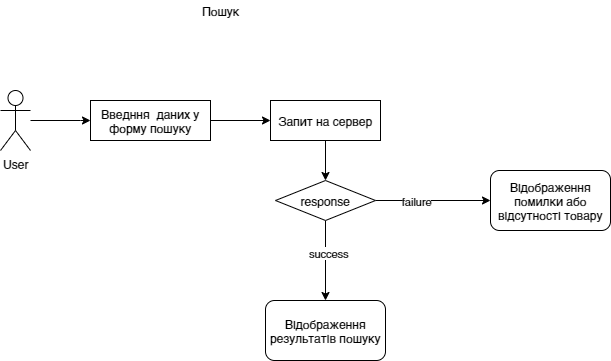 Пошук
Введння даних у
форму пошуку
Запит на сервер
User
response
failure
Відображення
помилки або
відсутності товару
success
Відображення
результатів пошуку